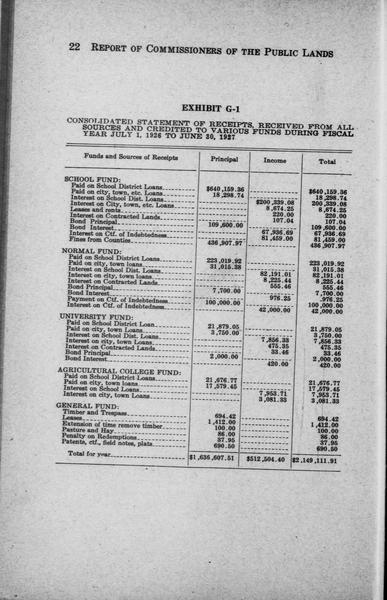 22 REPORT OF COMMISSIONERS OF THE PUBLIC LANDS
EXHIBIT G-1
CONSOLIDATED STATEMENT OF RECEIPTS, RECEIVED FROM ALL
SOURCES AND CREDITED TO VARIOUS FUNDS DURING FISCAL
YEAR JULY 1, 1926 TO JUNE 30, 1927
Funds and Sources of Receipts Principal Income Total
SCHOOL FUND:
Paid on School District Loans $640,159.36 $640,159.36
Paid on city, town, etc. Loans 18,298.74 18,298.74
Interest on School Dist. Loans $200,339.08 200,339.08
Interest on City, town, etc. Loans 8,674.25 8,674.25
Leases and rents 220.00 220.00
Interest on Contracted Lands 107.04 107.04
Bond Principal 109,600.00 109,600.00
Bond Interest 67,936.69 67,936.69
Interest on Ctf. of Indebtedness 81,459.00 81,459.00
Fines from Counties 436,907.97 436,907.97
NORMAL FUND:
Paid on School District Loans 223,019.92 223,019.92
Paid on city, town loans 31,015.38 31,015.38
Interest on School Dist. Loans 82,191.01 82,191.01
Interest on city, town loans 8,225.44 8,225.44
Interest on Contracted Lands 555.46 555.46
Bond Principal 7,700.00 7,700.00
Bond Interest 976.25 976.25
Payment on Ctf. of Indebtedness 100,000.00 100,000.00
Interest on Ctf. of Indebtedness 42,000.00 42,000.00
UNIVERSITY FUND:
Paid on School District Loan 21,879.05 21,879.05
Paid on city, town Loans 3,750.00 3,750.00
Interest on School Dist. Loans 7,856.33 7,856.33
Interest on city, town Loans 475.35 475.35
Interest on Contracted Lands 33.46 33.46
Bond Principal 2,000.00 2,000.00
Bond Interest 420.00 420.00
AGRICULTURAL COLLEGE FUND:
Paid on School District Loans 21,676.77 21,676.77
Paid on city, town loans 17,579.45 17,579.45
Interest on School Loans 7,953.71 7,953.71
Interest on city, town Loans 3,081.33 3,081.33
GENERAL FUND:
Timber and Trespass 694.42 694.42
Leases 1,412.00 1,412.00
Extension of time remove timber 100.00 100.00
Pasture and Hay 86.00 86.00
Penalty on Redemptions 37.95 37.95
Patents, ctf., field notes, plats 690.50 690.50
Total for year $1,636,607.51 $512,504.40 $2,149,111.91